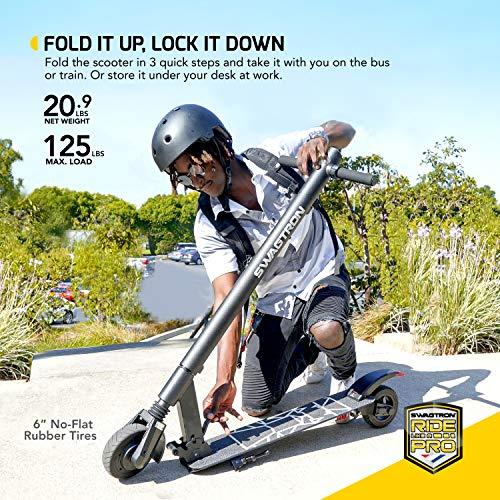 FOLD IT UP, LOCK IT DOWN
Fold the scooter in 3 quick steps and take it with you on the bus
or train. Or store it under your desk at work.
20.9 LBS
NET WEIGHT
125 LBS
MAX. LOAD
SWAGTRON
6” No-Flat
Rubber Tires
SWAGTRON
RIDE
LIKE A
PRO